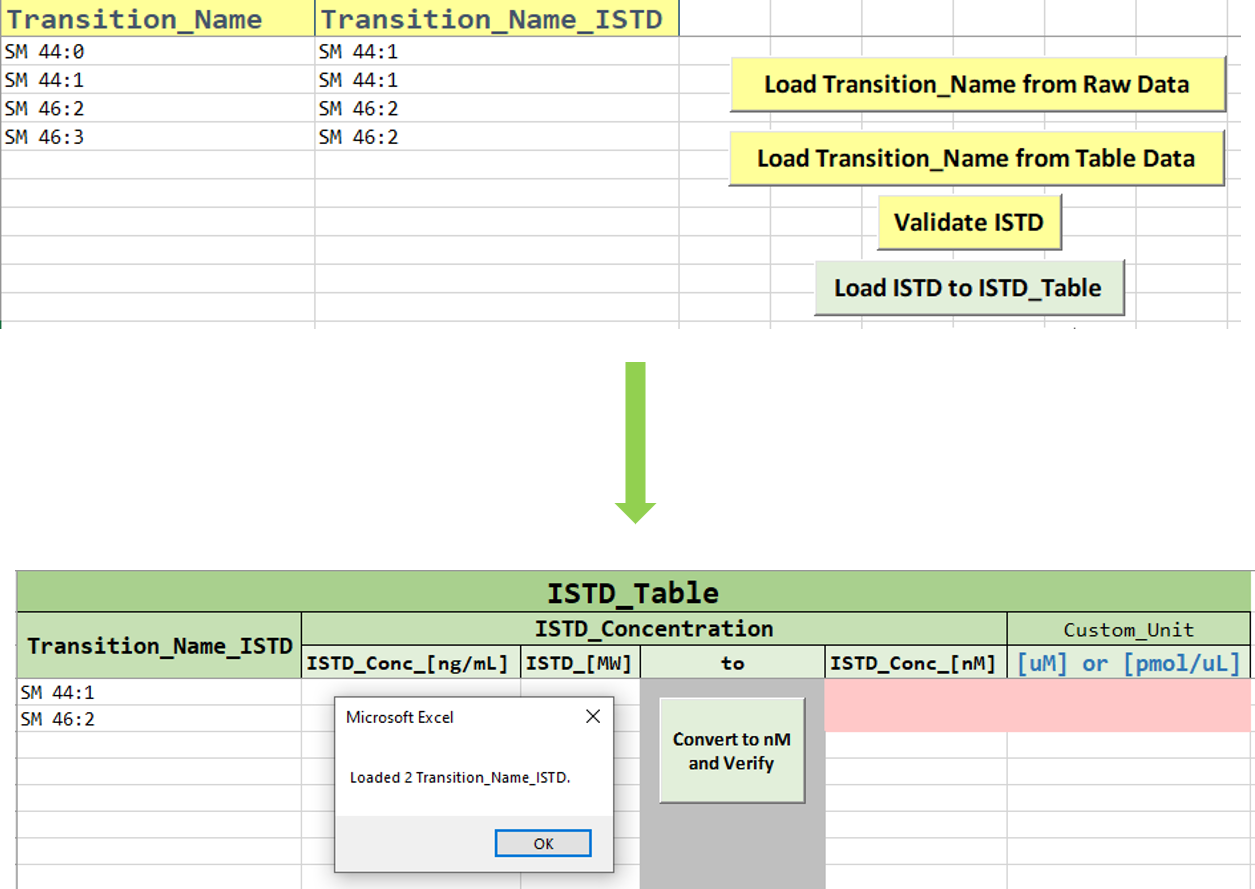 Transition_Name Transition_Name_ISTD
SM 44:0 SM 44:1
SM 44:1 SM 44:1
SM 46:2 SM 46:2
SM 46:3 SM 46:2
Load Transition_Name from Raw Data
Load Transition_Name from Table Data
Validate ISTD
Load ISTD to ISTD_Table
ISTD_Table
Transition_Name_ISTD
ISTD_Concentration
Custom_Unit
ISTD_Conc_[ng/mL] ISTD_[MW] to ISTD_Conc_[nM] [uM] or [pmol/uL]
SM 44:1
SM 46:2
Microsoft Excel
Loaded 2 Transition_Name_ISTD.
OK
Convert to nM
and Verify